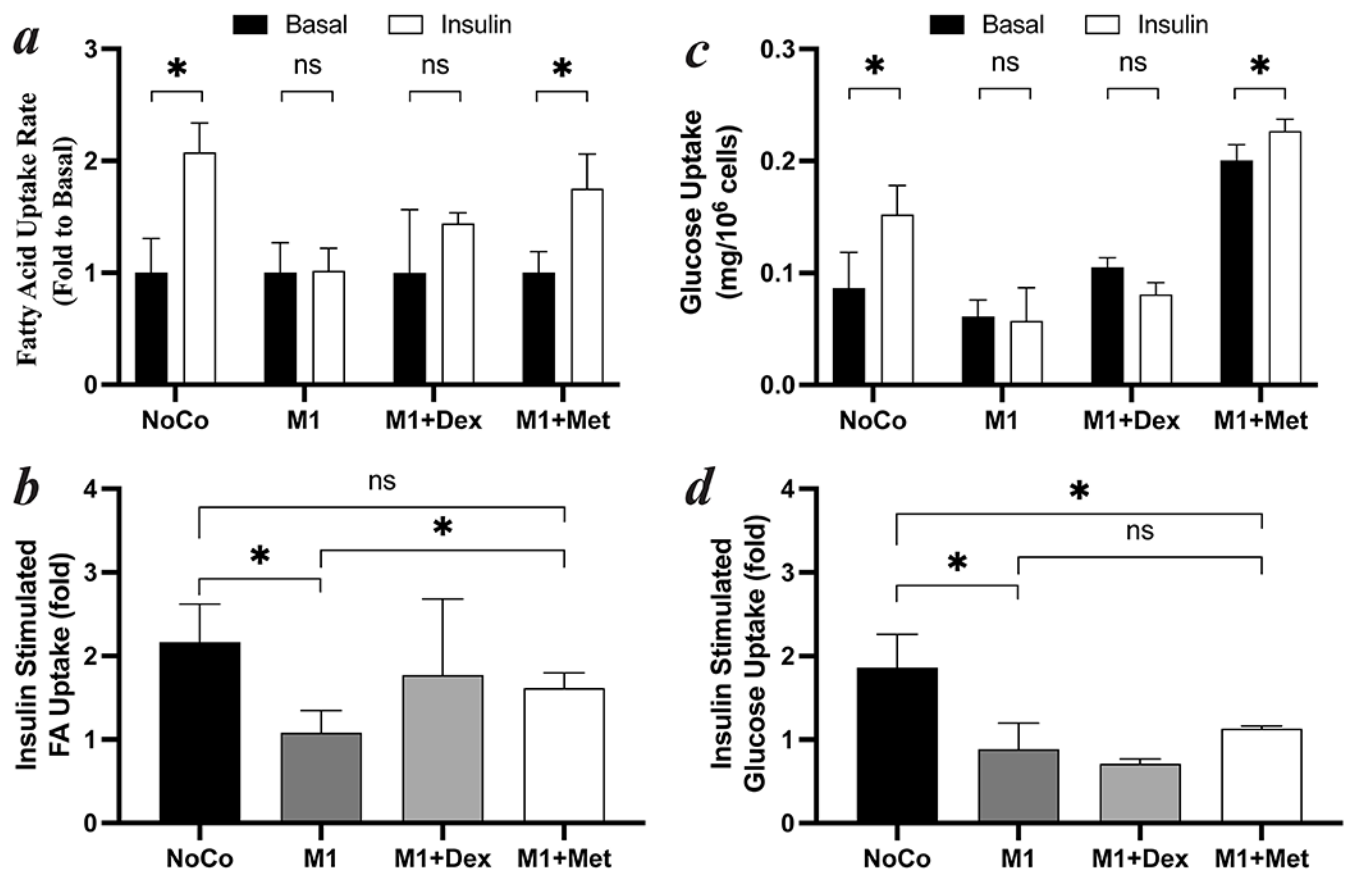 a
Basal Insulin
Fatty Acid Uptake Rate
(Fold to Basal)
3
2
1
0
* ns ns *
NoCo M1 M1+Dex M1+Met
c
Basal Insulin
Glucose Uptake
(mg/10⁶ cells)
0.3
0.2
0.1
0.0
* ns ns *
NoCo M1 M1+Dex M1+Met
b
Insulin Stimulated
FA Uptake (fold)
4
3
2
1
0
ns
*
*
NoCo M1 M1+Dex M1+Met
d
Insulin Stimulated
Glucose Uptake (fold)
4
3
2
1
0
*
ns
*
NoCo M1 M1+Dex M1+Met